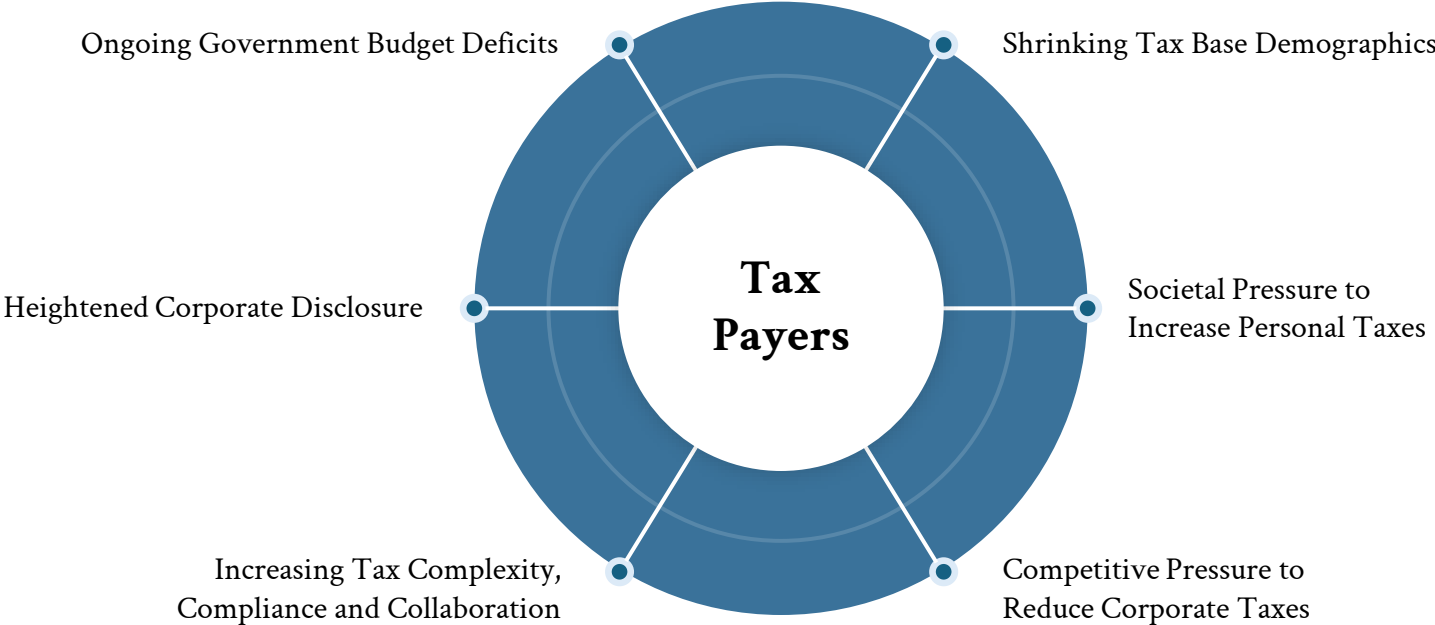 Ongoing Government Budget Deficits
Shrinking Tax Base Demographics
Heightened Corporate Disclosure
Tax
Payers
Societal Pressure to
Increase Personal Taxes
Increasing Tax Complexity,
Compliance and Collaboration
Competitive Pressure to
Reduce Corporate Taxes